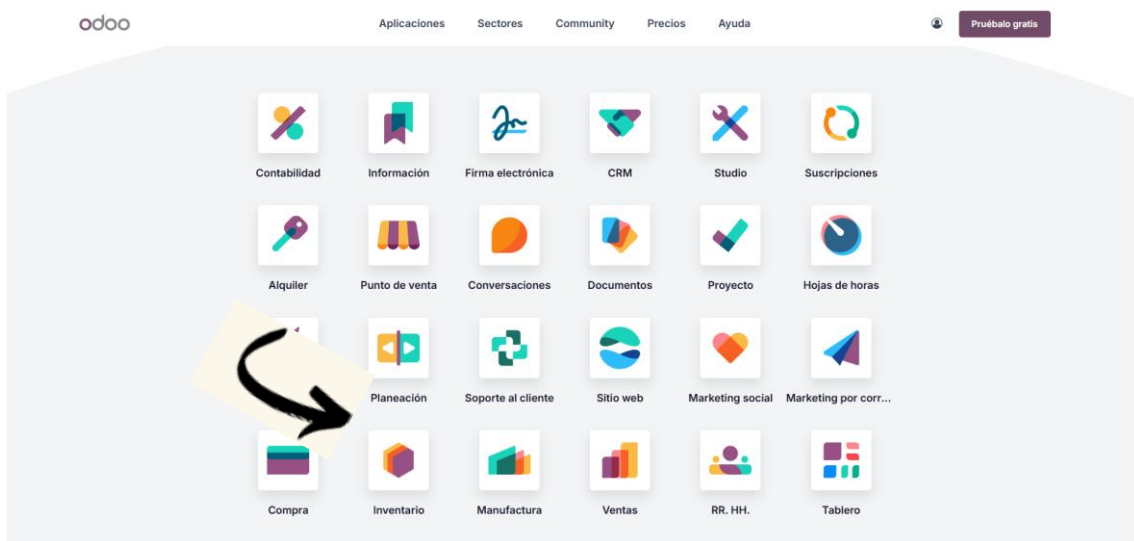 odoo Aplicaciones Sectores Community Precios Ayuda Pruébalo gratis
Contabilidad Información Firma electrónica CRM Studio Suscripciones
Alquiler Punto de venta Conversaciones Documentos Proyecto Hojas de horas
Planeación Soporte al cliente Sitio web Marketing social Marketing por corr...
Compra Inventario Manufactura Ventas RR. HH. Tablero